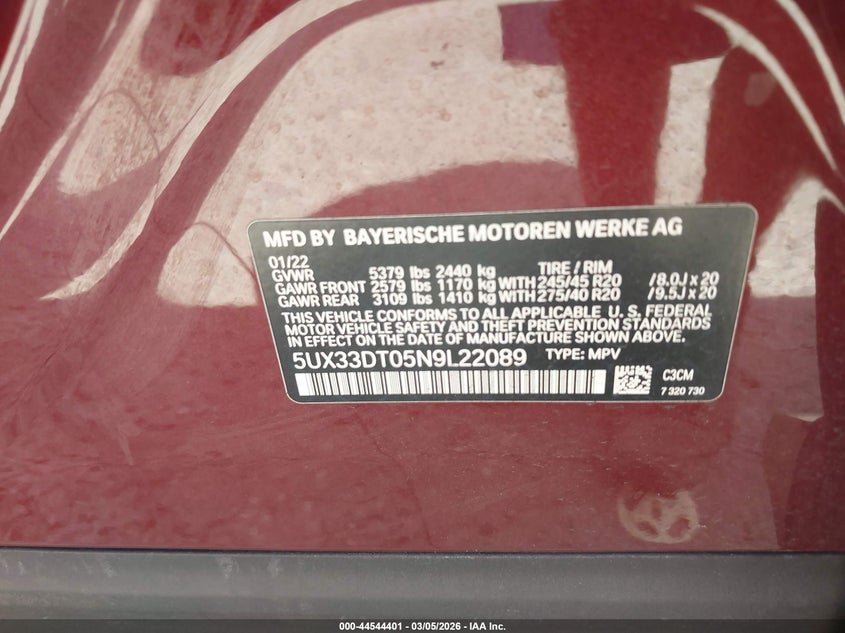 MFD BY BAYERISCHE MOTOREN WERKE AG
01/22
GVWR 5379 lbs 2440 kg TIRE / RIM
GAWR FRONT 2579 lbs 1170 kg WITH 245/45 R20 /8.0J x 20
GAWR REAR 3109 lbs 1410 kg WITH 275/40 R20 /9.5J x 20
THIS VEHICLE CONFORMS TO ALL APPLICABLE U. S. FEDERAL
MOTOR VEHICLE SAFETY AND THEFT PREVENTION STANDARDS
IN EFFECT ON THE DATE OF MANUFACTURE SHOWN ABOVE.
5UX33DT05N9L22089 TYPE: MPV
C3CM
7 320 730
000-44544401 - 03/05/2026 - IAA Inc.